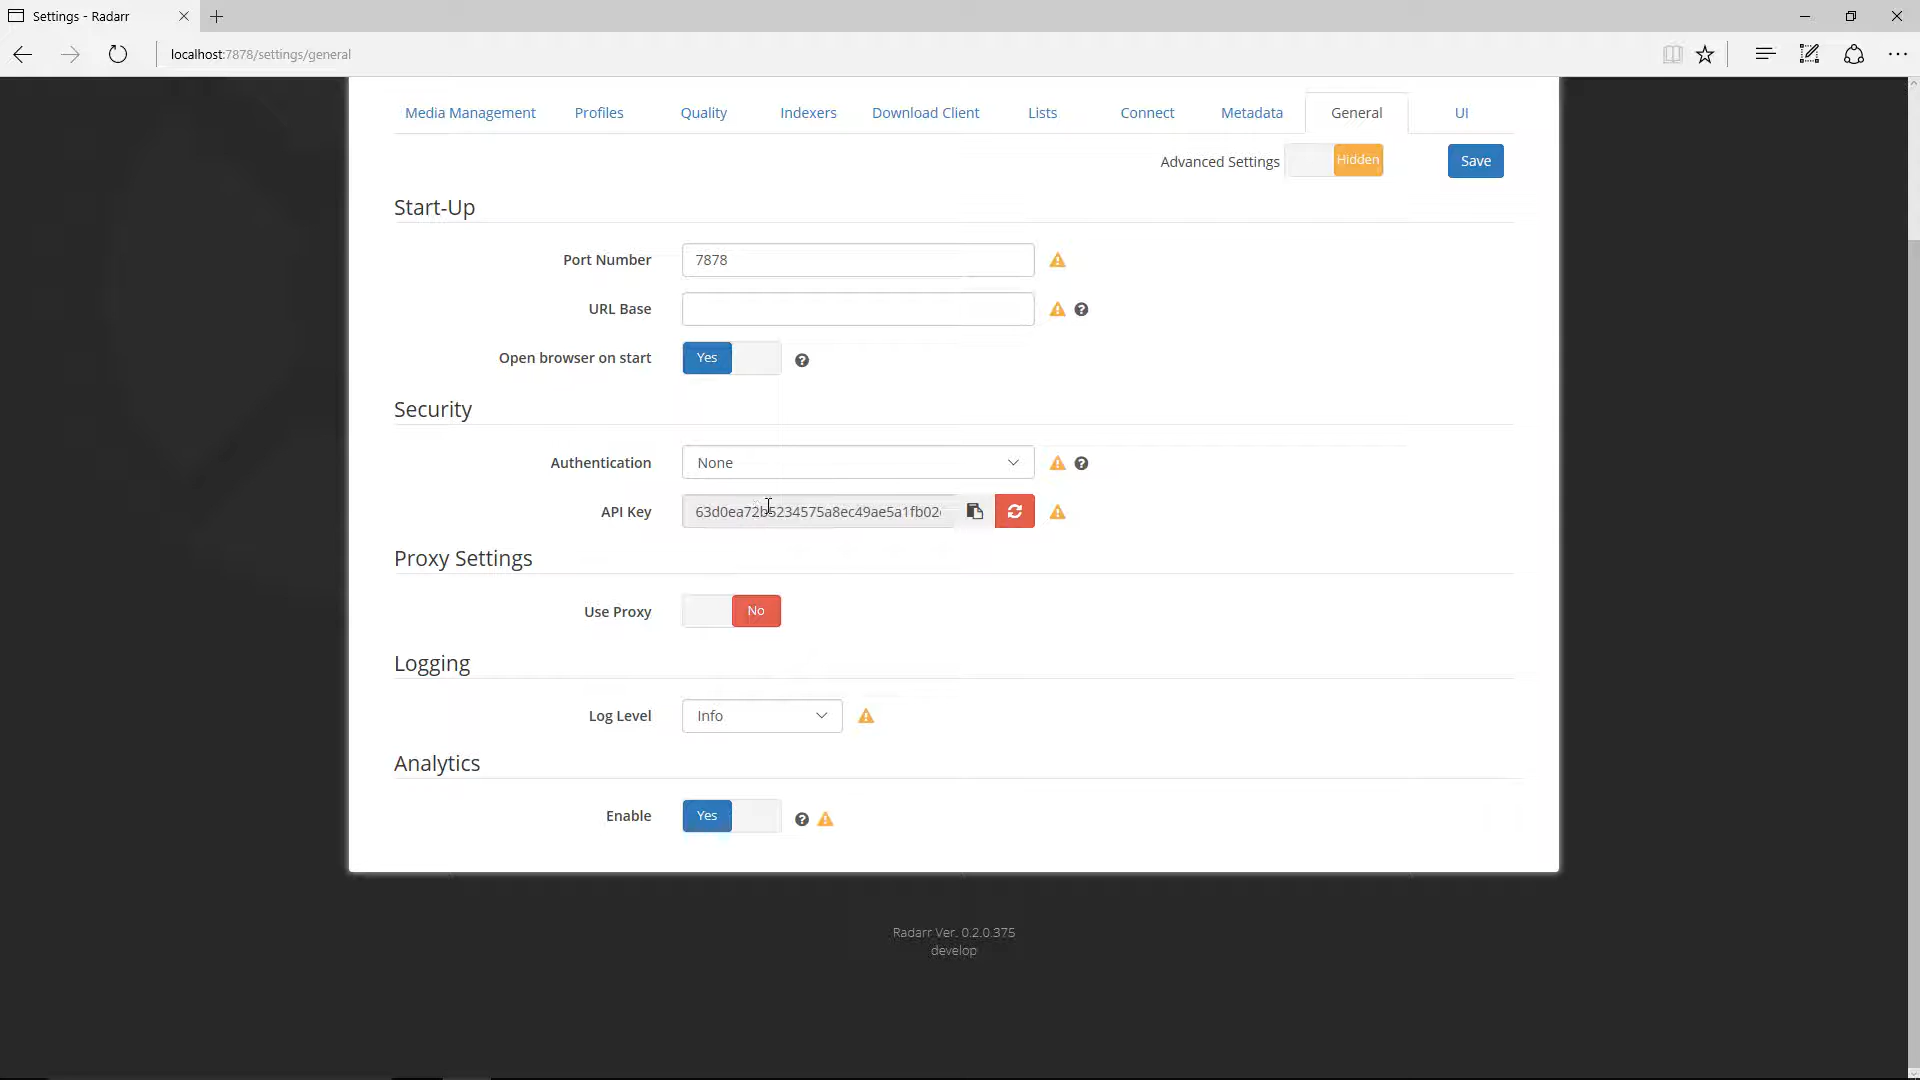 Settings - Radarr
localhost:7878/settings/general
Media Management Profiles Quality Indexers Download Client Lists Connect Metadata General UI
Advanced Settings Hidden Save
Start-Up
Port Number 7878
URL Base
Open browser on start Yes
Security
Authentication None
API Key 63d0ea72b5234575a8ec49ae5a1fb02
Proxy Settings
Use Proxy No
Logging
Log Level Info
Analytics
Enable Yes
Radarr Ver. 0.2.0.375
develop